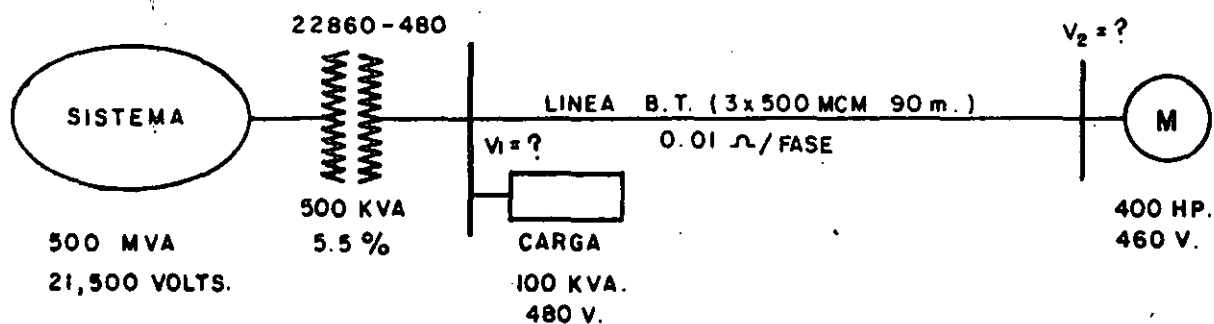 22860-480
V2 = ?
SISTEMA
LINEA B.T. (3x500 MCM 90 m.)
M
V1 = ?
0.01 Ω/FASE
500 KVA
5.5 %
CARGA
400 HP.
460 V.
500 MVA
21,500 VOLTS.
100 KVA.
480 V.